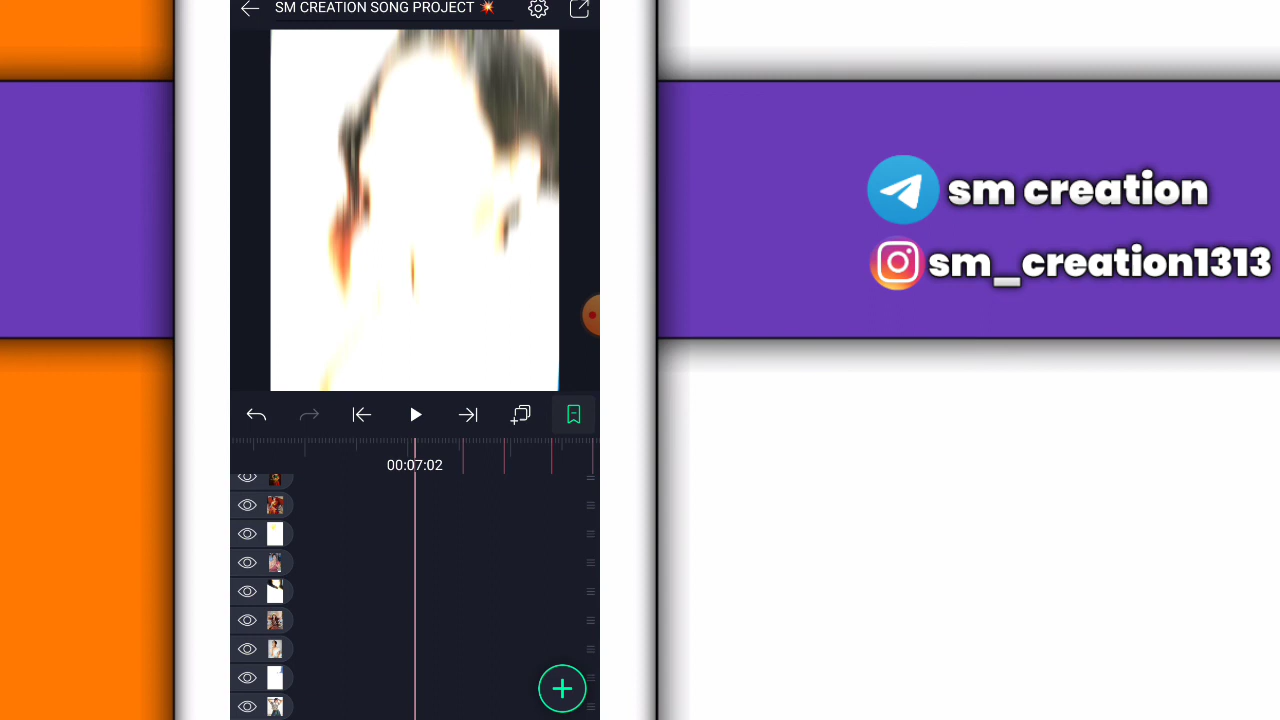 SM CREATION SONG PROJECT 💥
sm creation
sm_creation1313
00:07:02